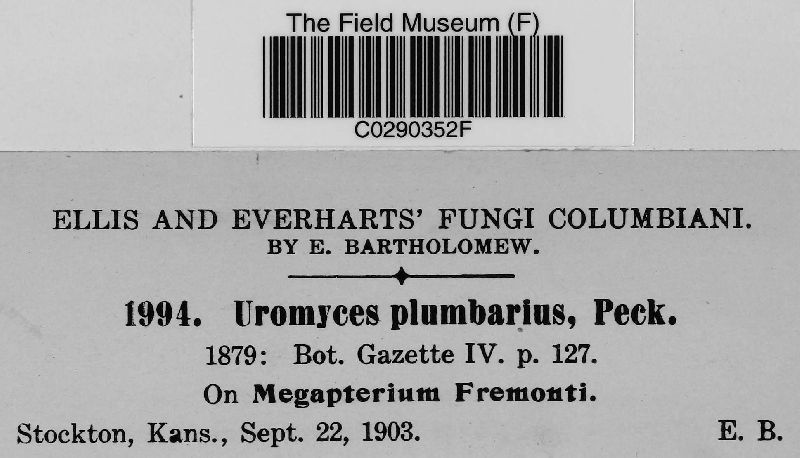 The Field Museum (F)
C0290352F
ELLIS AND EVERHARTS' FUNGI COLUMBIANI.
BY E. BARTHOLOMEW.
1994. Uromyces plumbarius, Peck.
1879: Bot. Gazette IV. p. 127.
On Megapterium Fremonti.
Stockton, Kans., Sept. 22, 1903. E. B.